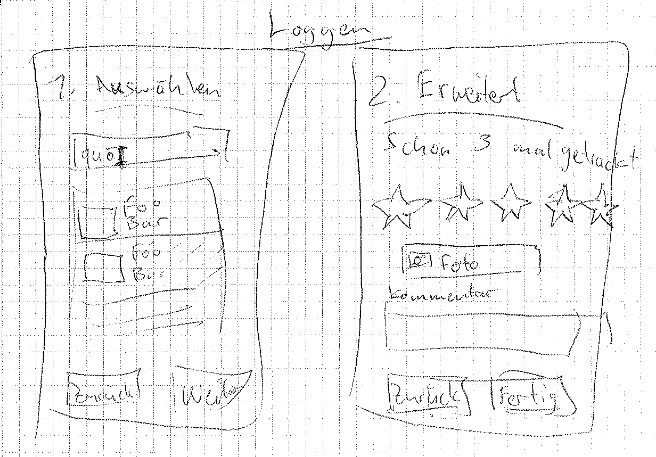 Loggen
1. Auswählen
quo
Foo
Bar
Foo
Bar
Zurück
Weiter
2. Erweitert
Schon 3 mal getrackt
Foto
Kommentar
Zurück
Fertig